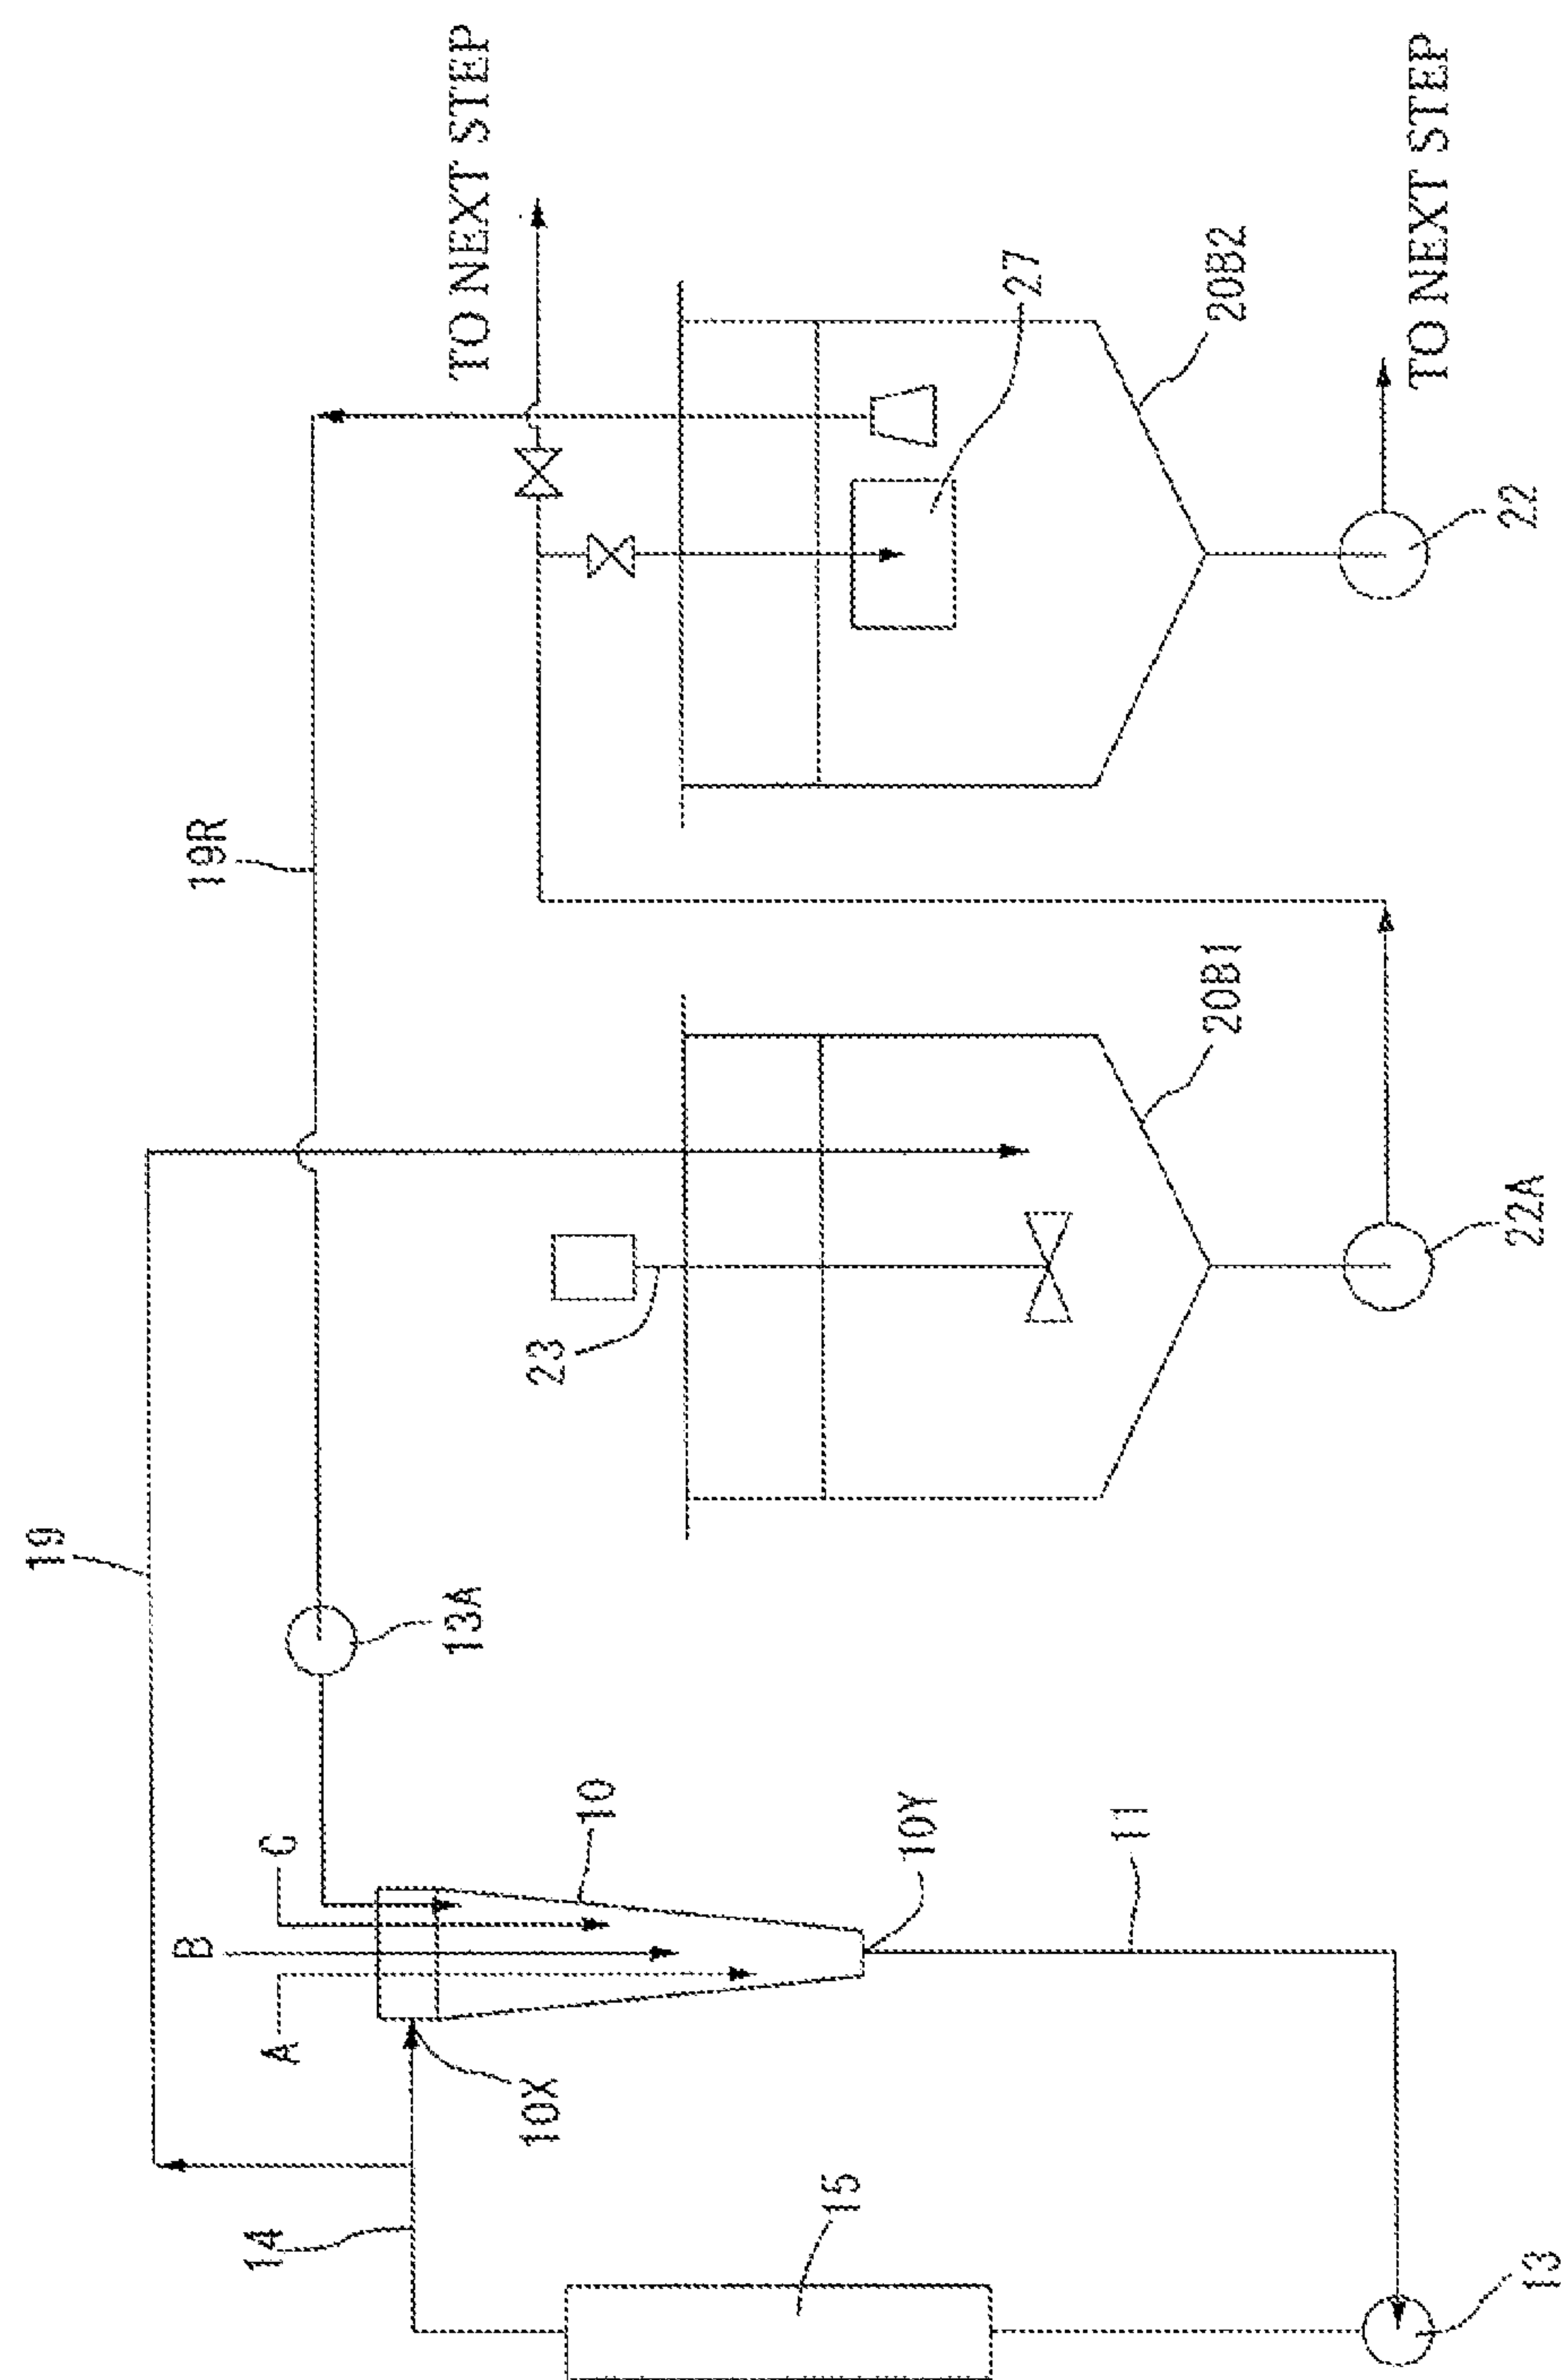 19
19R
TO NEXT STEP
14
A
B
C
13A
23
10X
10
27
15
10Y
11
20B1
20B2
13
22A
22
TO NEXT STEP